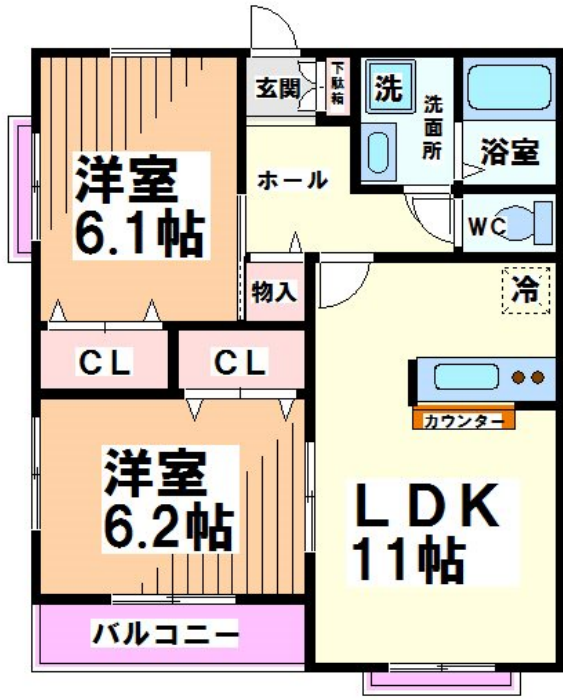 玄関
下駄箱
洗
洗面所
浴室
洋室
6.1帖
ホール
WC
物入
冷
CL
CL
カウンター
洋室
6.2帖
LDK
11帖
バルコニー